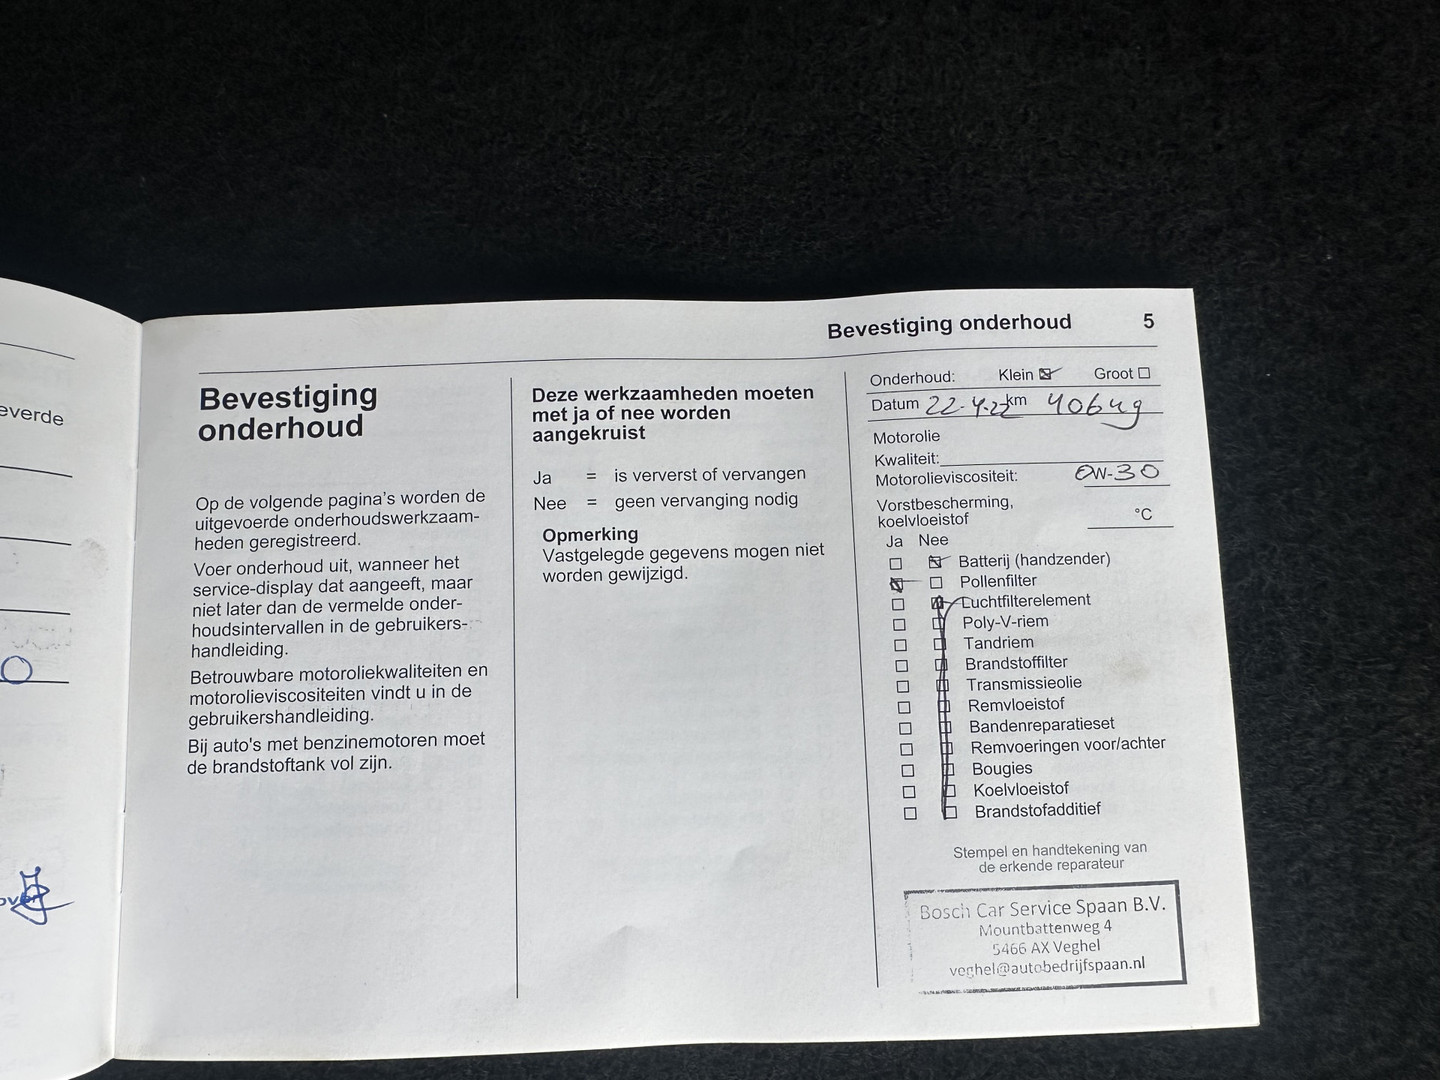 everde
Bevestiging onderhoud 5
Bevestiging
onderhoud
Op de volgende pagina's worden de
uitgevoerde onderhoudswerkzaam-
heden geregistreerd.
Voer onderhoud uit, wanneer het
service-display dat aangeeft, maar
niet later dan de vermelde onder-
houdsintervallen in de gebruikers-
handleiding.
Betrouwbare motoroliekwaliteiten en
motorolieviscositeiten vindt u in de
gebruikershandleiding.
Bij auto's met benzinemotoren moet
de brandstoftank vol zijn.
Deze werkzaamheden moeten
met ja of nee worden
aangekruist
Ja = is ververst of vervangen
Nee = geen vervanging nodig
Opmerking
Vastgelegde gegevens mogen niet
worden gewijzigd.
Onderhoud: Klein Groot
Datum 22-4-22 km 40649
Motorolie
Kwaliteit:
Motorolieviscositeit: 0W-30
Vorstbescherming,
koelvloeistof °C
Ja Nee
Batterij (handzender)
Pollenfilter
Luchtfilterelement
Poly-V-riem
Tandriem
Brandstoffilter
Transmissieolie
Remvloeistof
Bandenreparatieset
Remvoeringen voor/achter
Bougies
Koelvloeistof
Brandstofadditief
Stempel en handtekening van
de erkende reparateur
Bosch Car Service Spaan B.V.
Mountbattenweg 4
5466 AX Veghel
veghel@autobedrijfspaan.nl